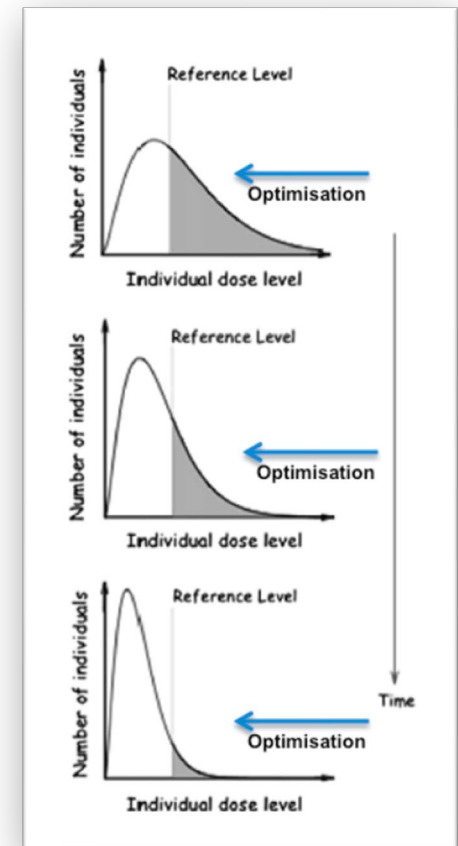 Reference Level
Number of individuals
Optimisation
Individual dose level
Reference Level
Number of individuals
Optimisation
Individual dose level
Reference Level
Number of individuals
Time
Optimisation
Individual dose level